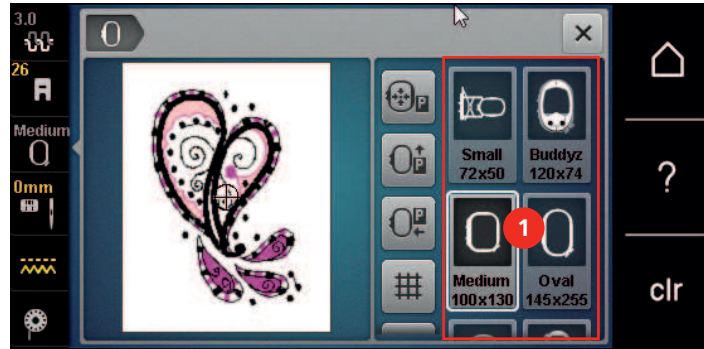 3.0
26
Medium
0mm
P
P
P
Small
72x50
Buddyz
120x74
Medium
100x130
Oval
145x255
1
?
clr